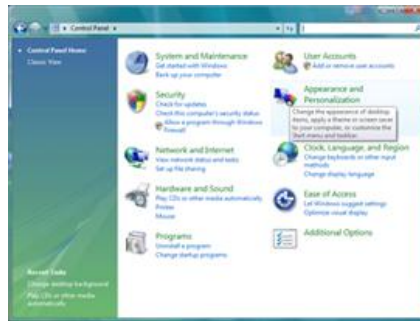 Control Panel
Control Panel Home
Classic View
System and Maintenance
Get started with Windows
Back up your computer
Security
Check for updates
Check this computer's security status
Allow a program through Windows
Firewall
Network and Internet
View network status and tasks
Set up file sharing
Hardware and Sound
Play CDs or other media automatically
Printer
Mouse
Programs
Uninstall a program
Change startup programs
User Accounts
Add or remove user accounts
Appearance and
Personalization
Change the appearance of desktop
items, apply a theme or screen saver
to your computer, or customize the
Start menu and taskbar.
Clock, Language, and Region
Change keyboards or other input
methods
Change display language
Ease of Access
Let Windows suggest settings
Optimize visual display
Additional Options
Recent Tasks
Change desktop background
Play CDs or other media
automatically